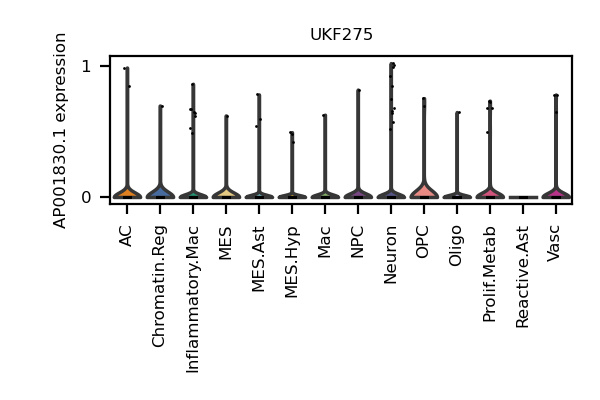 UKF275
AP001830.1 expression
1
0
AC
Chromatin.Reg
Inflammatory.Mac
MES
MES.Ast
MES.Hyp
Mac
NPC
Neuron
OPC
Oligo
Prolif.Metab
Reactive.Ast
Vasc